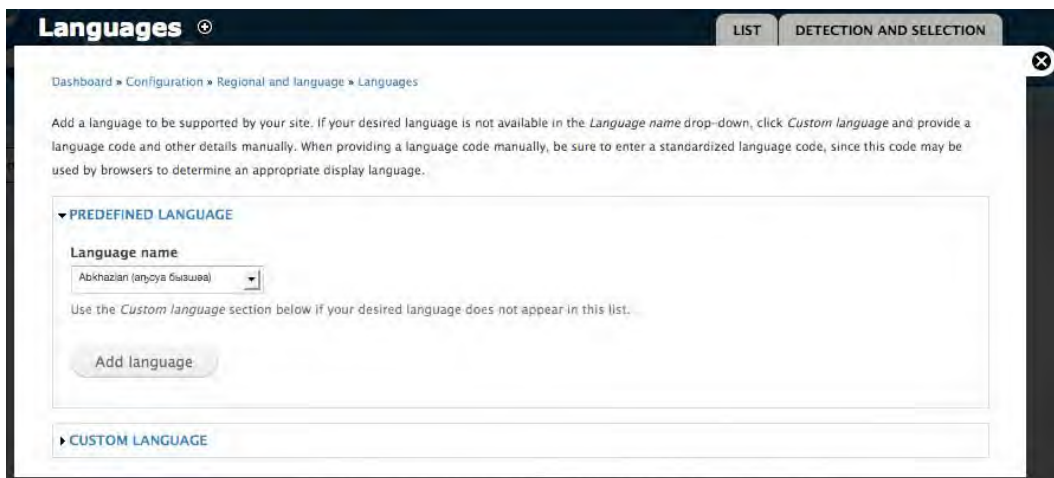 Languages
LIST
DETECTION AND SELECTION
Dashboard » Configuration » Regional and language » Languages
Add a language to be supported by your site. If your desired language is not available in the Language name drop-down, click Custom language and provide a
language code and other details manually. When providing a language code manually, be sure to enter a standardized language code, since this code may be
used by browsers to determine an appropriate display language.
PREDEFINED LANGUAGE
Language name
Abkhazian (аҧсуа бызшәа)
Use the Custom language section below if your desired language does not appear in this list.
Add language
CUSTOM LANGUAGE